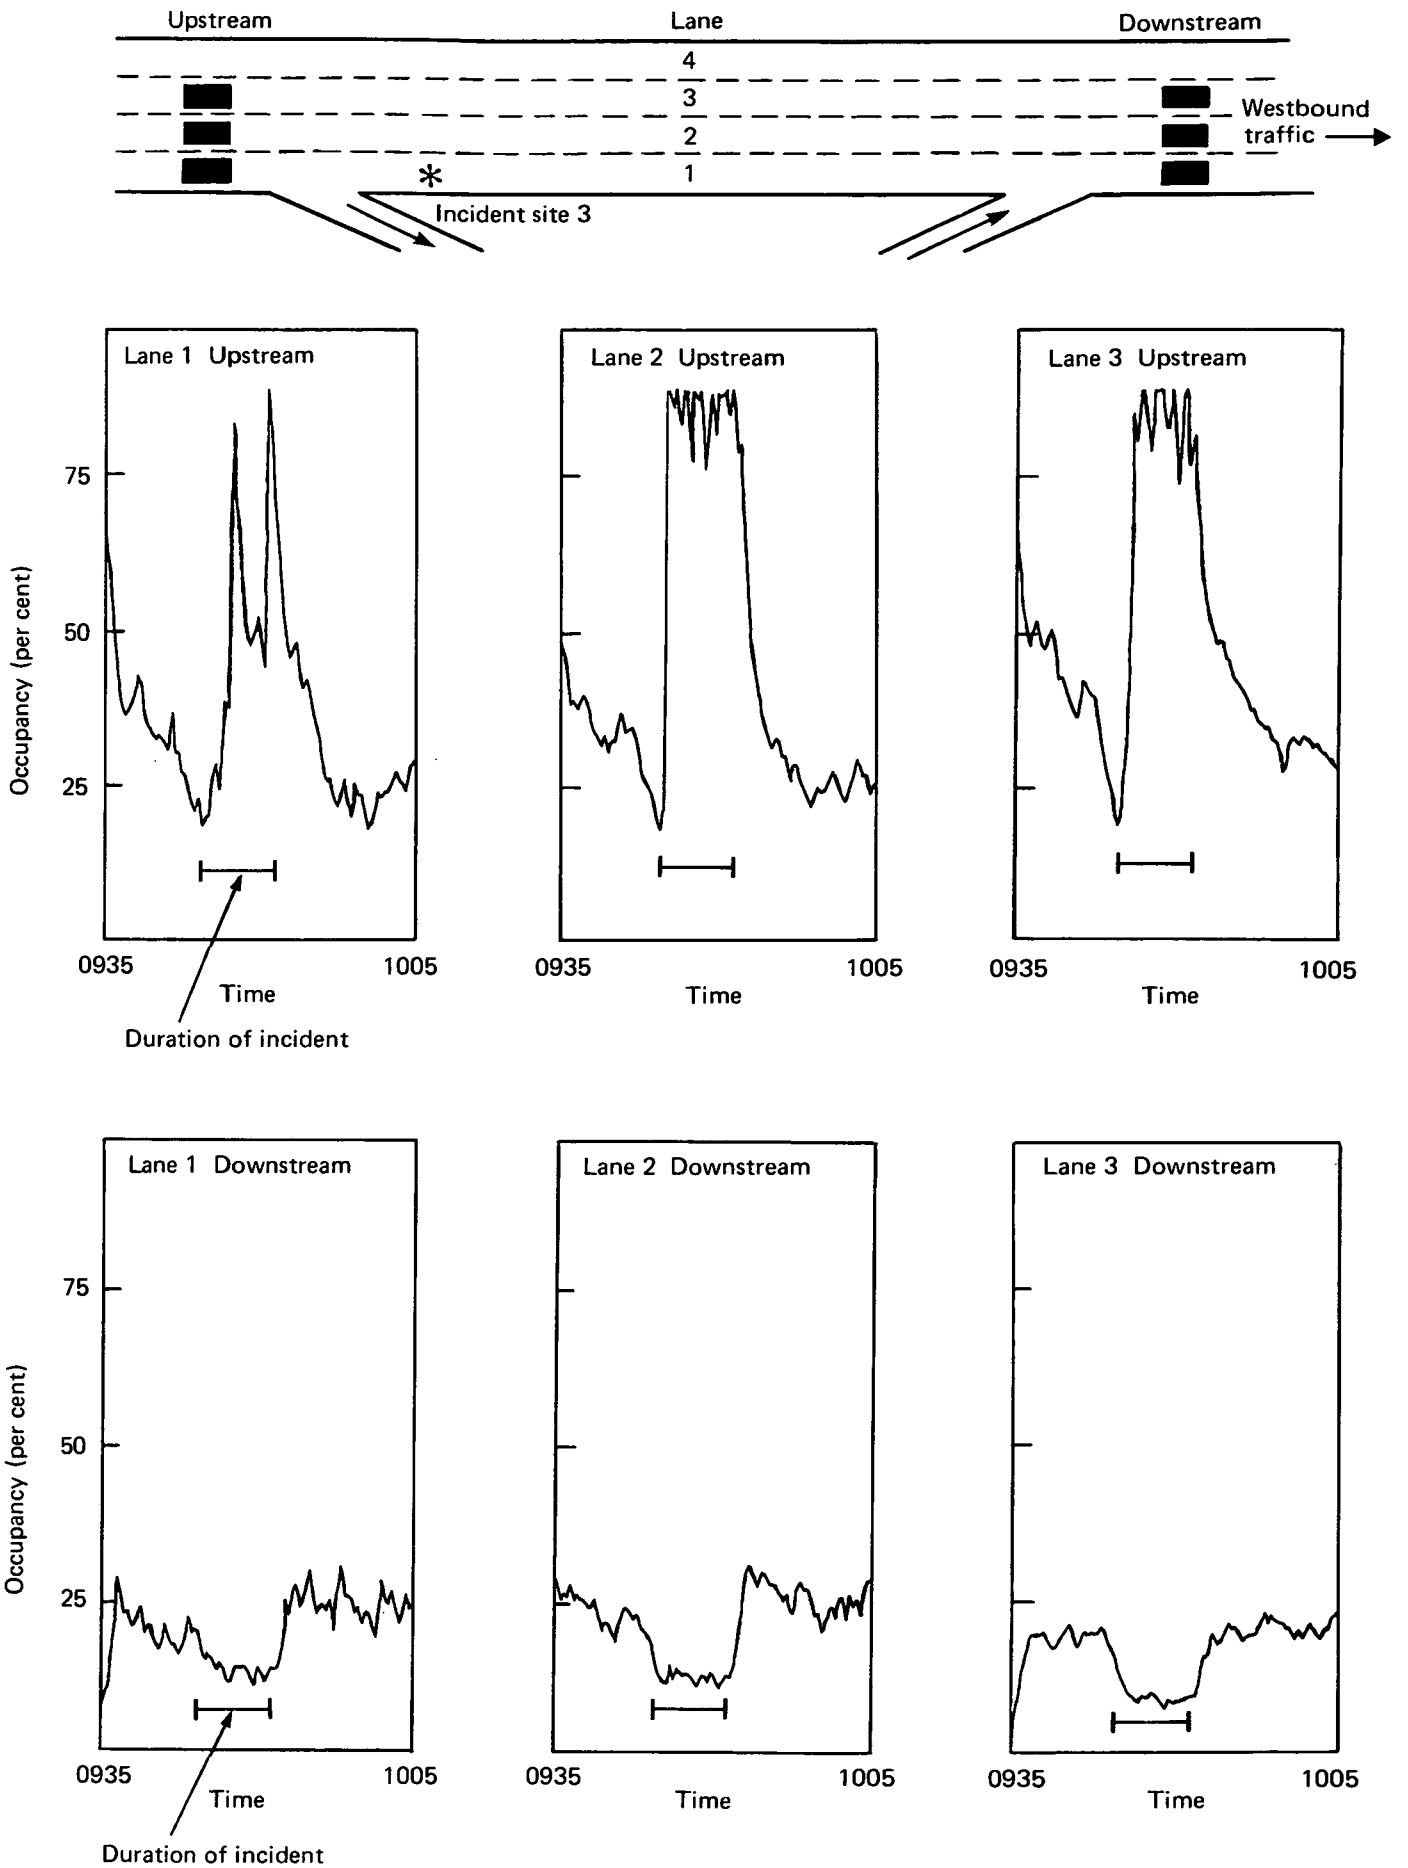 Upstream
Lane
Downstream
4
3
2
1
Westbound
traffic
*
Incident site 3
Lane 1 Upstream
Lane 2 Upstream
Lane 3 Upstream
75
50
25
Occupancy (per cent)
0935
1005
0935
1005
0935
1005
Time
Time
Time
Duration of incident
Lane 1 Downstream
Lane 2 Downstream
Lane 3 Downstream
75
50
25
Occupancy (per cent)
0935
1005
0935
1005
0935
1005
Time
Time
Time
Duration of incident